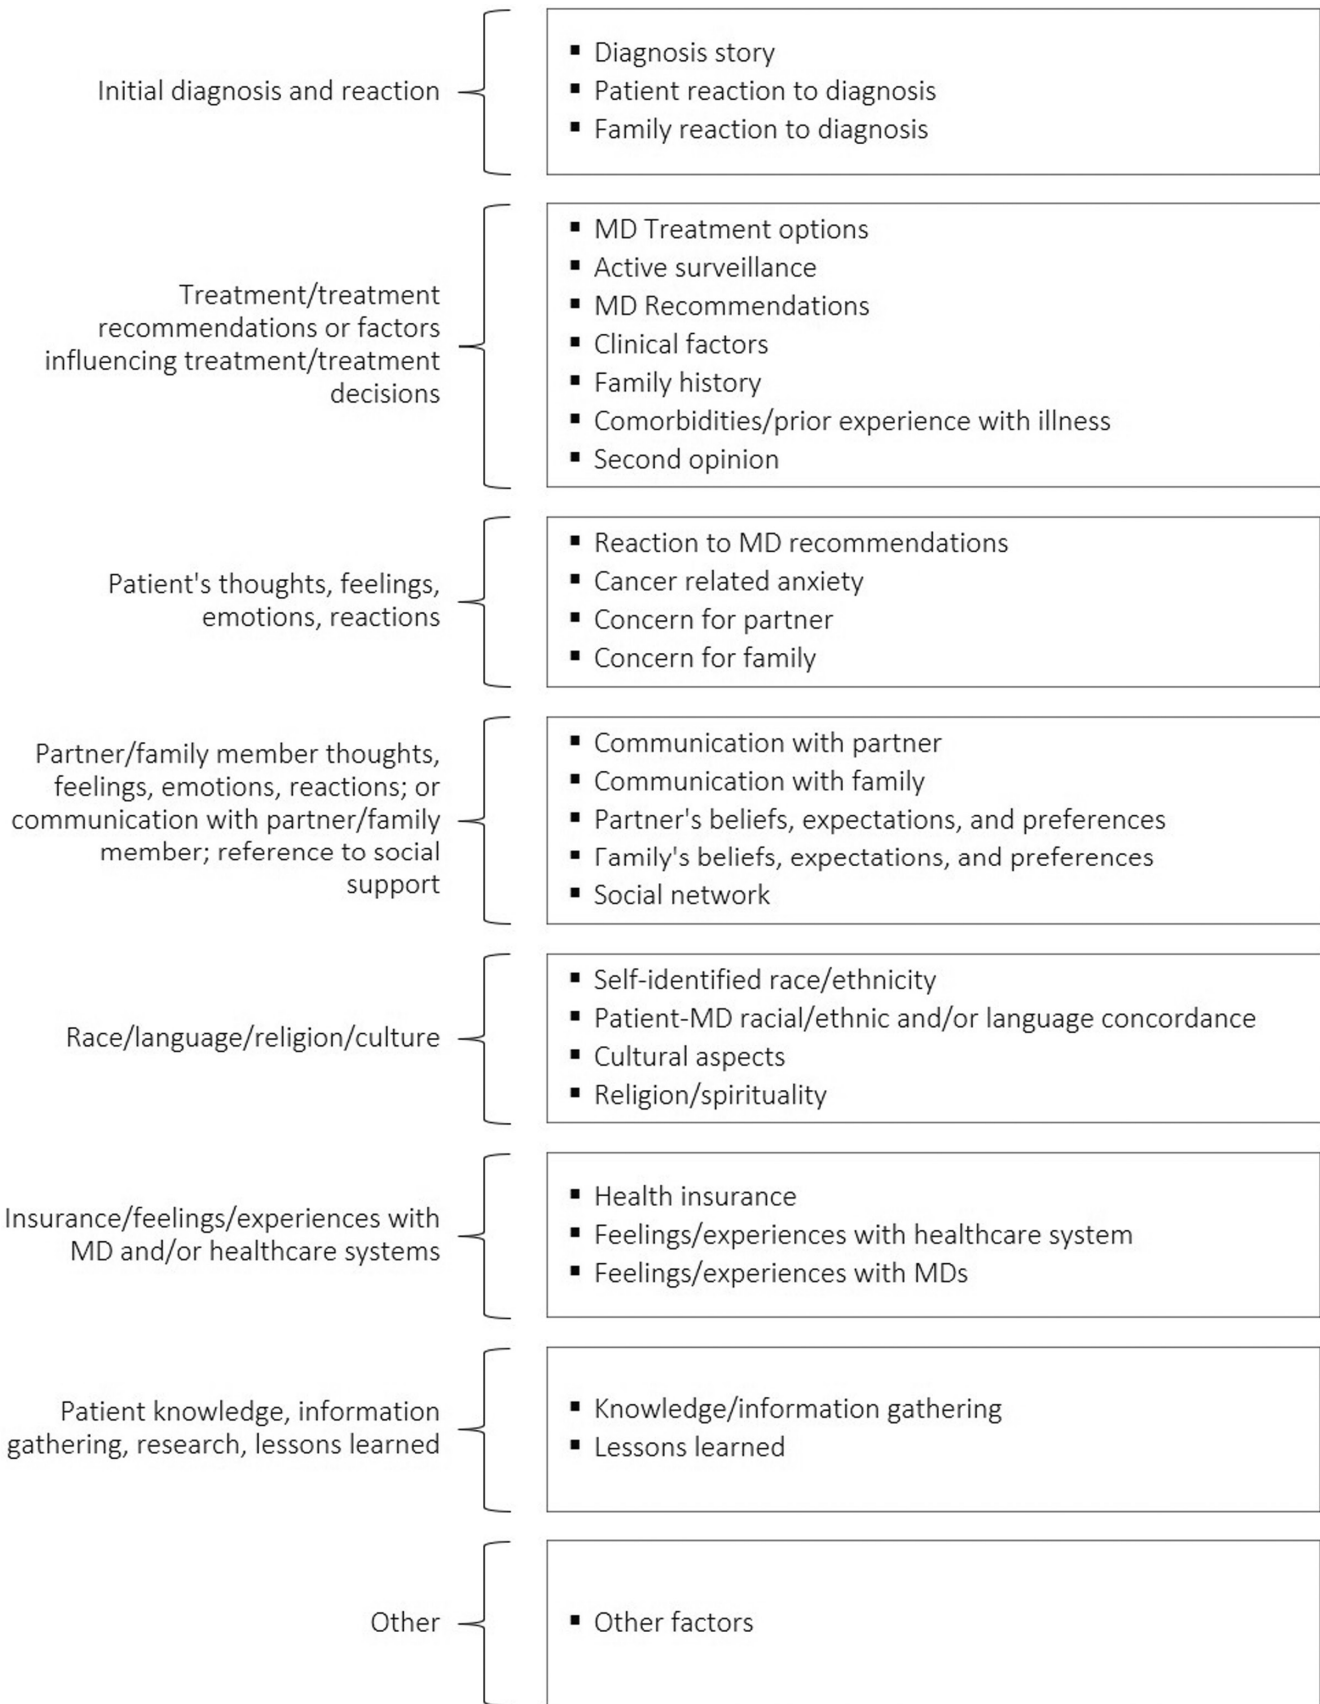 Initial diagnosis and reaction
▪ Diagnosis story
▪ Patient reaction to diagnosis
▪ Family reaction to diagnosis
Treatment/treatment
recommendations or factors
influencing treatment/treatment
decisions
▪ MD Treatment options
▪ Active surveillance
▪ MD Recommendations
▪ Clinical factors
▪ Family history
▪ Comorbidities/prior experience with illness
▪ Second opinion
Patient's thoughts, feelings,
emotions, reactions
▪ Reaction to MD recommendations
▪ Cancer related anxiety
▪ Concern for partner
▪ Concern for family
Partner/family member thoughts,
feelings, emotions, reactions; or
communication with partner/family
member; reference to social
support
▪ Communication with partner
▪ Communication with family
▪ Partner's beliefs, expectations, and preferences
▪ Family's beliefs, expectations, and preferences
▪ Social network
Race/language/religion/culture
▪ Self-identified race/ethnicity
▪ Patient-MD racial/ethnic and/or language concordance
▪ Cultural aspects
▪ Religion/spirituality
Insurance/feelings/experiences with
MD and/or healthcare systems
▪ Health insurance
▪ Feelings/experiences with healthcare system
▪ Feelings/experiences with MDs
Patient knowledge, information
gathering, research, lessons learned
▪ Knowledge/information gathering
▪ Lessons learned
Other
▪ Other factors